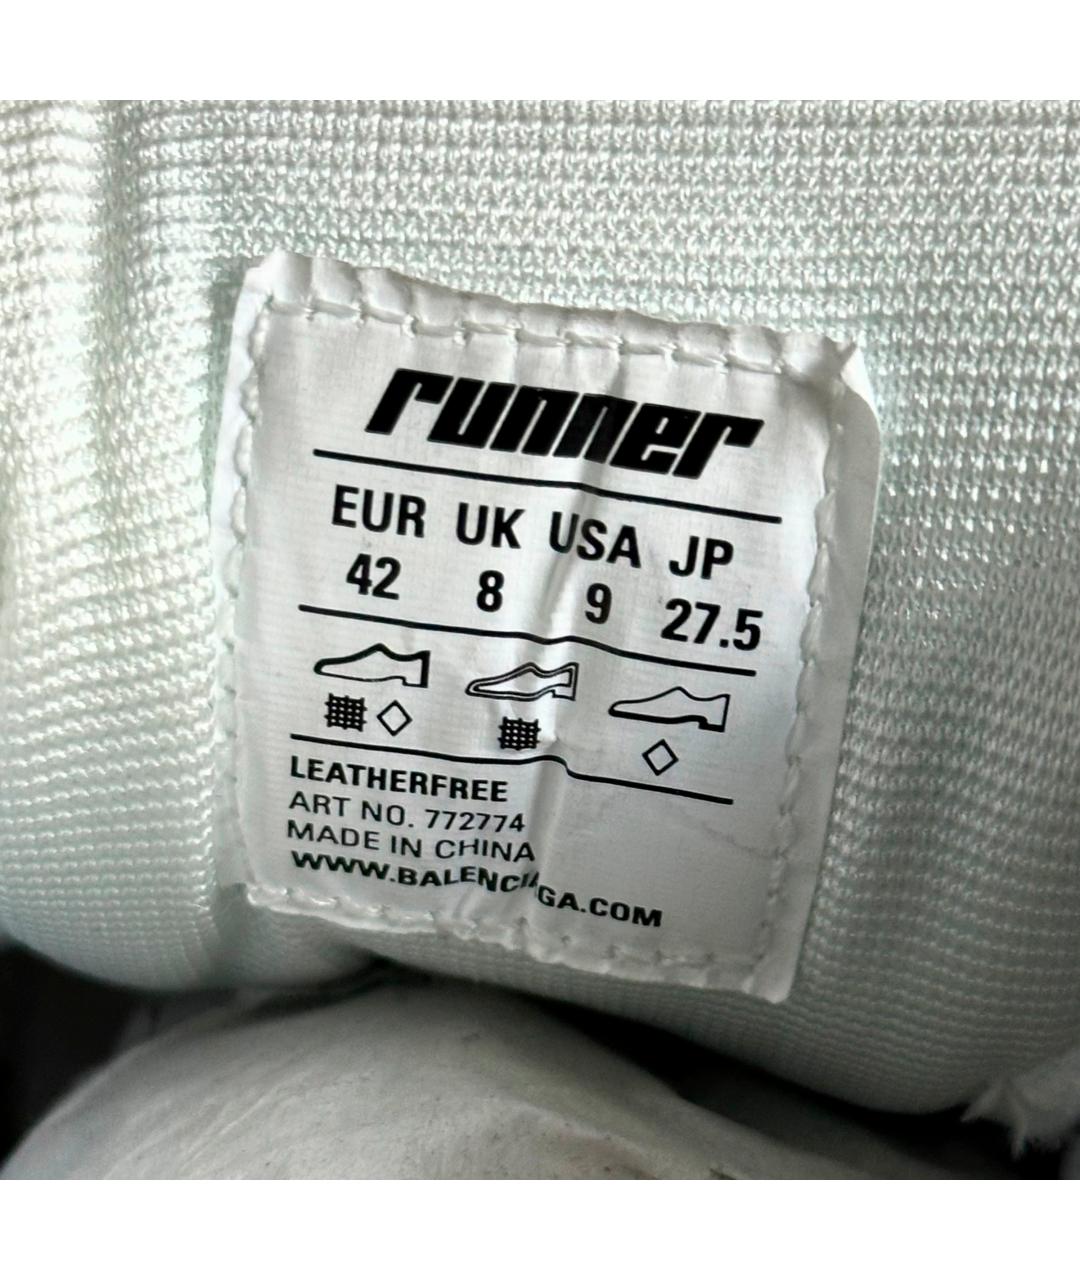 runner
EUR UK USA JP
42 8 9 27.5
LEATHERFREE
ART NO. 772774
MADE IN CHINA
WWW.BALENCIAGA.COM